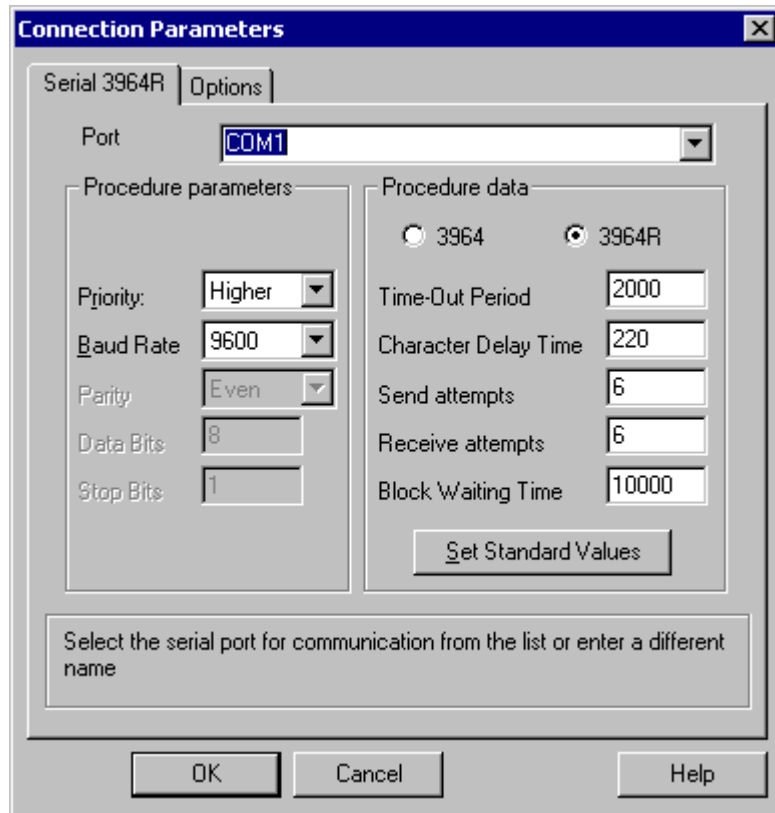 Connection Parameters
Serial 3964R
Options
Port
COM1
Procedure parameters
Priority:
Higher
Baud Rate
9600
Parity
Even
Data Bits
8
Stop Bits
1
Procedure data
3964
3964R
Time-Out Period
2000
Character Delay Time
220
Send attempts
6
Receive attempts
6
Block Waiting Time
10000
Set Standard Values
Select the serial port for communication from the list or enter a different
name
OK
Cancel
Help